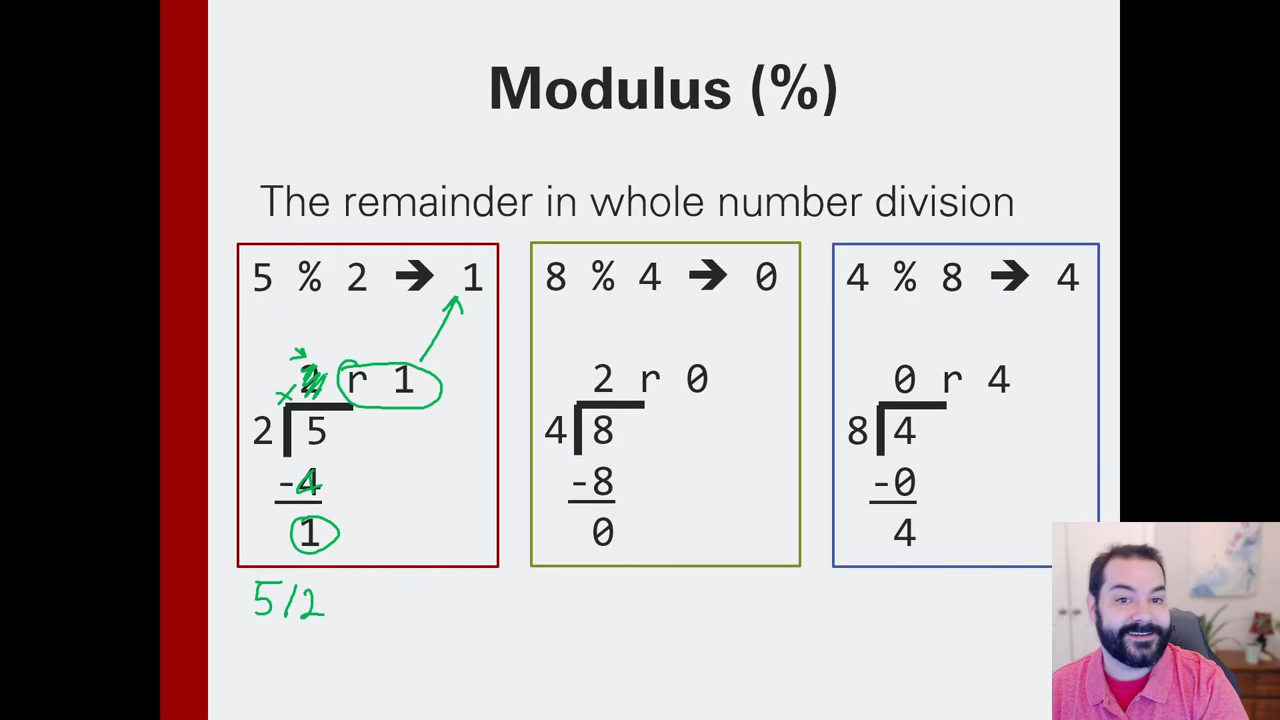 Modulus (%)
The remainder in whole number division
5 % 2 → 1
2 r 1
2 5
-4
1
5/2
8 % 4 → 0
2 r 0
4 8
-8
0
4 % 8 → 4
0 r 4
8 4
-0
4